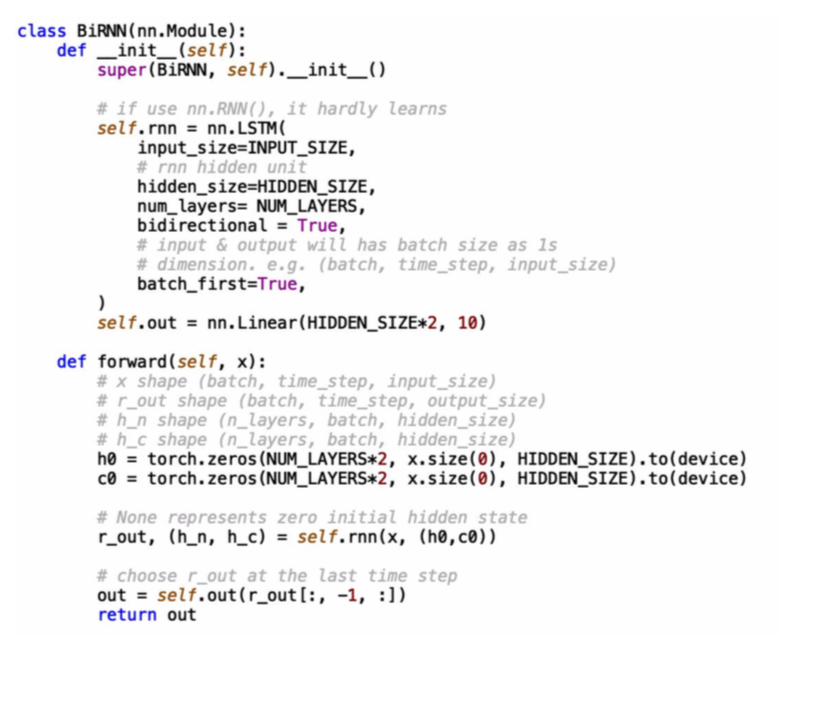 class BiRNN(nn.Module):
    def __init__(self):
        super(BiRNN, self).__init__()

        # if use nn.RNN(), it hardly learns
        self.rnn = nn.LSTM(
            input_size=INPUT_SIZE,
            # rnn hidden unit
            hidden_size=HIDDEN_SIZE,
            num_layers= NUM_LAYERS,
            bidirectional = True,
            # input & output will has batch size as 1s
            # dimension. e.g. (batch, time_step, input_size)
            batch_first=True,
        )
        self.out = nn.Linear(HIDDEN_SIZE*2, 10)

    def forward(self, x):
        # x shape (batch, time_step, input_size)
        # r_out shape (batch, time_step, output_size)
        # h_n shape (n_layers, batch, hidden_size)
        # h_c shape (n_layers, batch, hidden_size)
        h0 = torch.zeros(NUM_LAYERS*2, x.size(0), HIDDEN_SIZE).to(device)
        c0 = torch.zeros(NUM_LAYERS*2, x.size(0), HIDDEN_SIZE).to(device)

        # None represents zero initial hidden state
        r_out, (h_n, h_c) = self.rnn(x, (h0,c0))

        # choose r_out at the last time step
        out = self.out(r_out[:, -1, :])
        return out